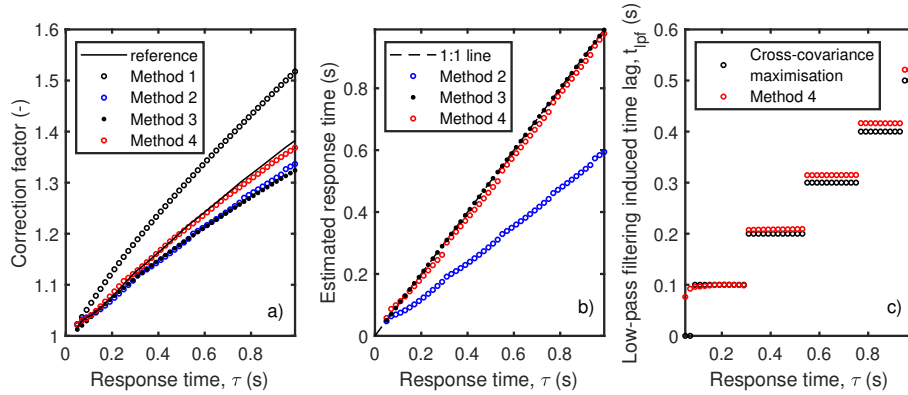 Correction factor (-)
1.6
1.5
1.4
1.3
1.2
1.1
1
reference
Method 1
Method 2
Method 3
Method 4
a)
0 0.2 0.4 0.6 0.8
Response time, τ (s)
Estimated response time (s)
0.8
0.6
0.4
0.2
0
1:1 line
Method 2
Method 3
Method 4
b)
0 0.2 0.4 0.6 0.8
Response time, τ (s)
Low-pass filtering induced time lag, t_lpf (s)
0.6
0.5
0.4
0.3
0.2
0.1
0
Cross-covariance
maximisation
Method 4
c)
0 0.2 0.4 0.6 0.8
Response time, τ (s)